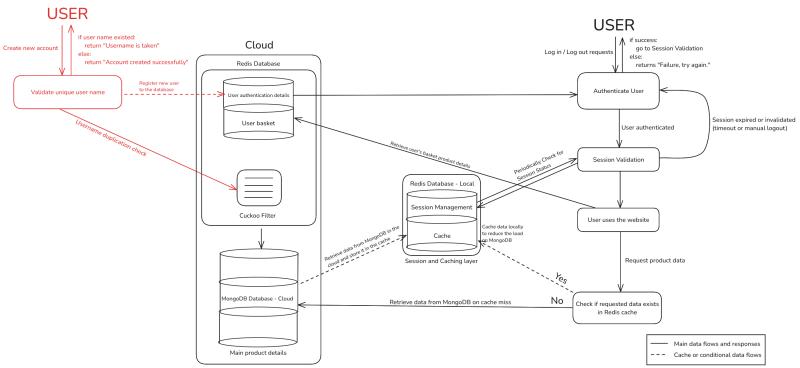 USER
Create new account
if user name existed:
return "Username is taken"
else:
return "Account created successfully"
Validate unique user name
Register new user
to the database
Username duplication check
Cloud
Redis Database
User authentication details
User basket
Cuckoo Filter
MongoDB Database - Cloud
Main product details
Retrieve user's basket product details
Redis Database - Local
Session Management
Cache
Session and Caching layer
Retrieve data from MongoDB in the
cloud and store it in the cache
Periodically Check for
Session Status
Cache data locally
to reduce the load
on MongoDB
Retrieve data from MongoDB on cache miss
USER
Log in / Log out requests
if success:
go to Session Validation
else:
returns "Failure, try again."
Authenticate User
User authenticated
Session expired or invalidated
(timeout or manual logout)
Session Validation
User uses the website
Request product data
Yes
No
Check if requested data exists
in Redis cache
Main data flows and responses
Cache or conditional data flows